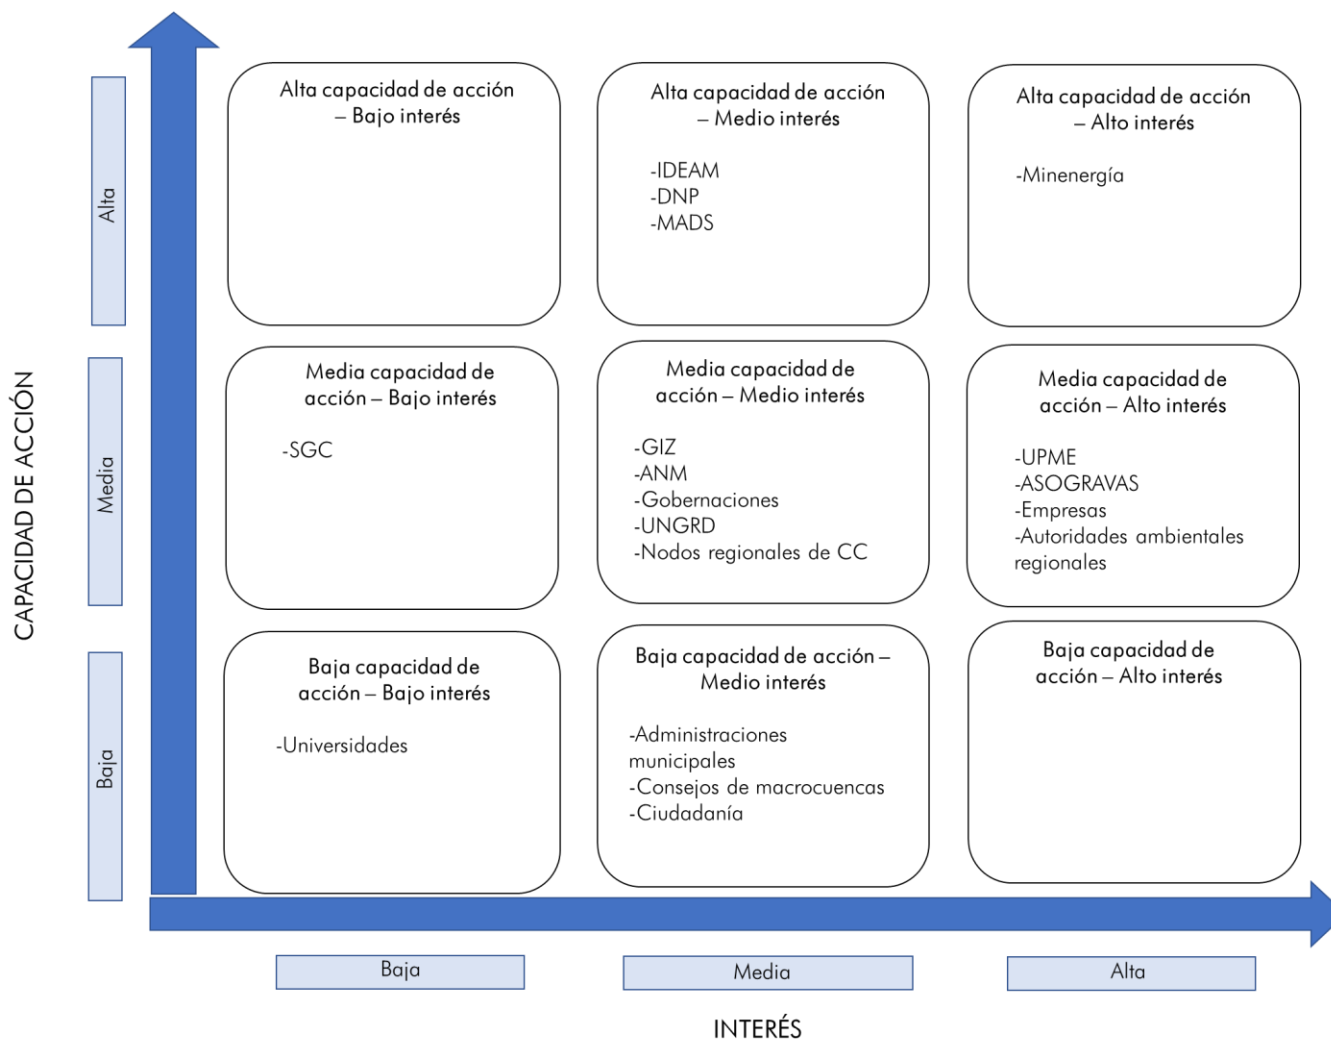 CAPACIDAD DE ACCIÓN
Alta
Alta capacidad de acción
– Bajo interés
Alta capacidad de acción
– Medio interés
-IDEAM
-DNP
-MADS
Alta capacidad de acción
– Alto interés
-Minenergía
Media
Media capacidad de
acción – Bajo interés
-SGC
Media capacidad de
acción – Medio interés
-GIZ
-ANM
-Gobernaciones
-UNGRD
-Nodos regionales de CC
Media capacidad de
acción – Alto interés
-UPME
-ASOGRAVAS
-Empresas
-Autoridades ambientales
regionales
Baja
Baja capacidad de
acción – Bajo interés
-Universidades
Baja capacidad de acción –
Medio interés
-Administraciones
municipales
-Consejos de macrocuencas
-Ciudadanía
Baja capacidad de
acción – Alto interés
Baja
Media
Alta
INTERÉS